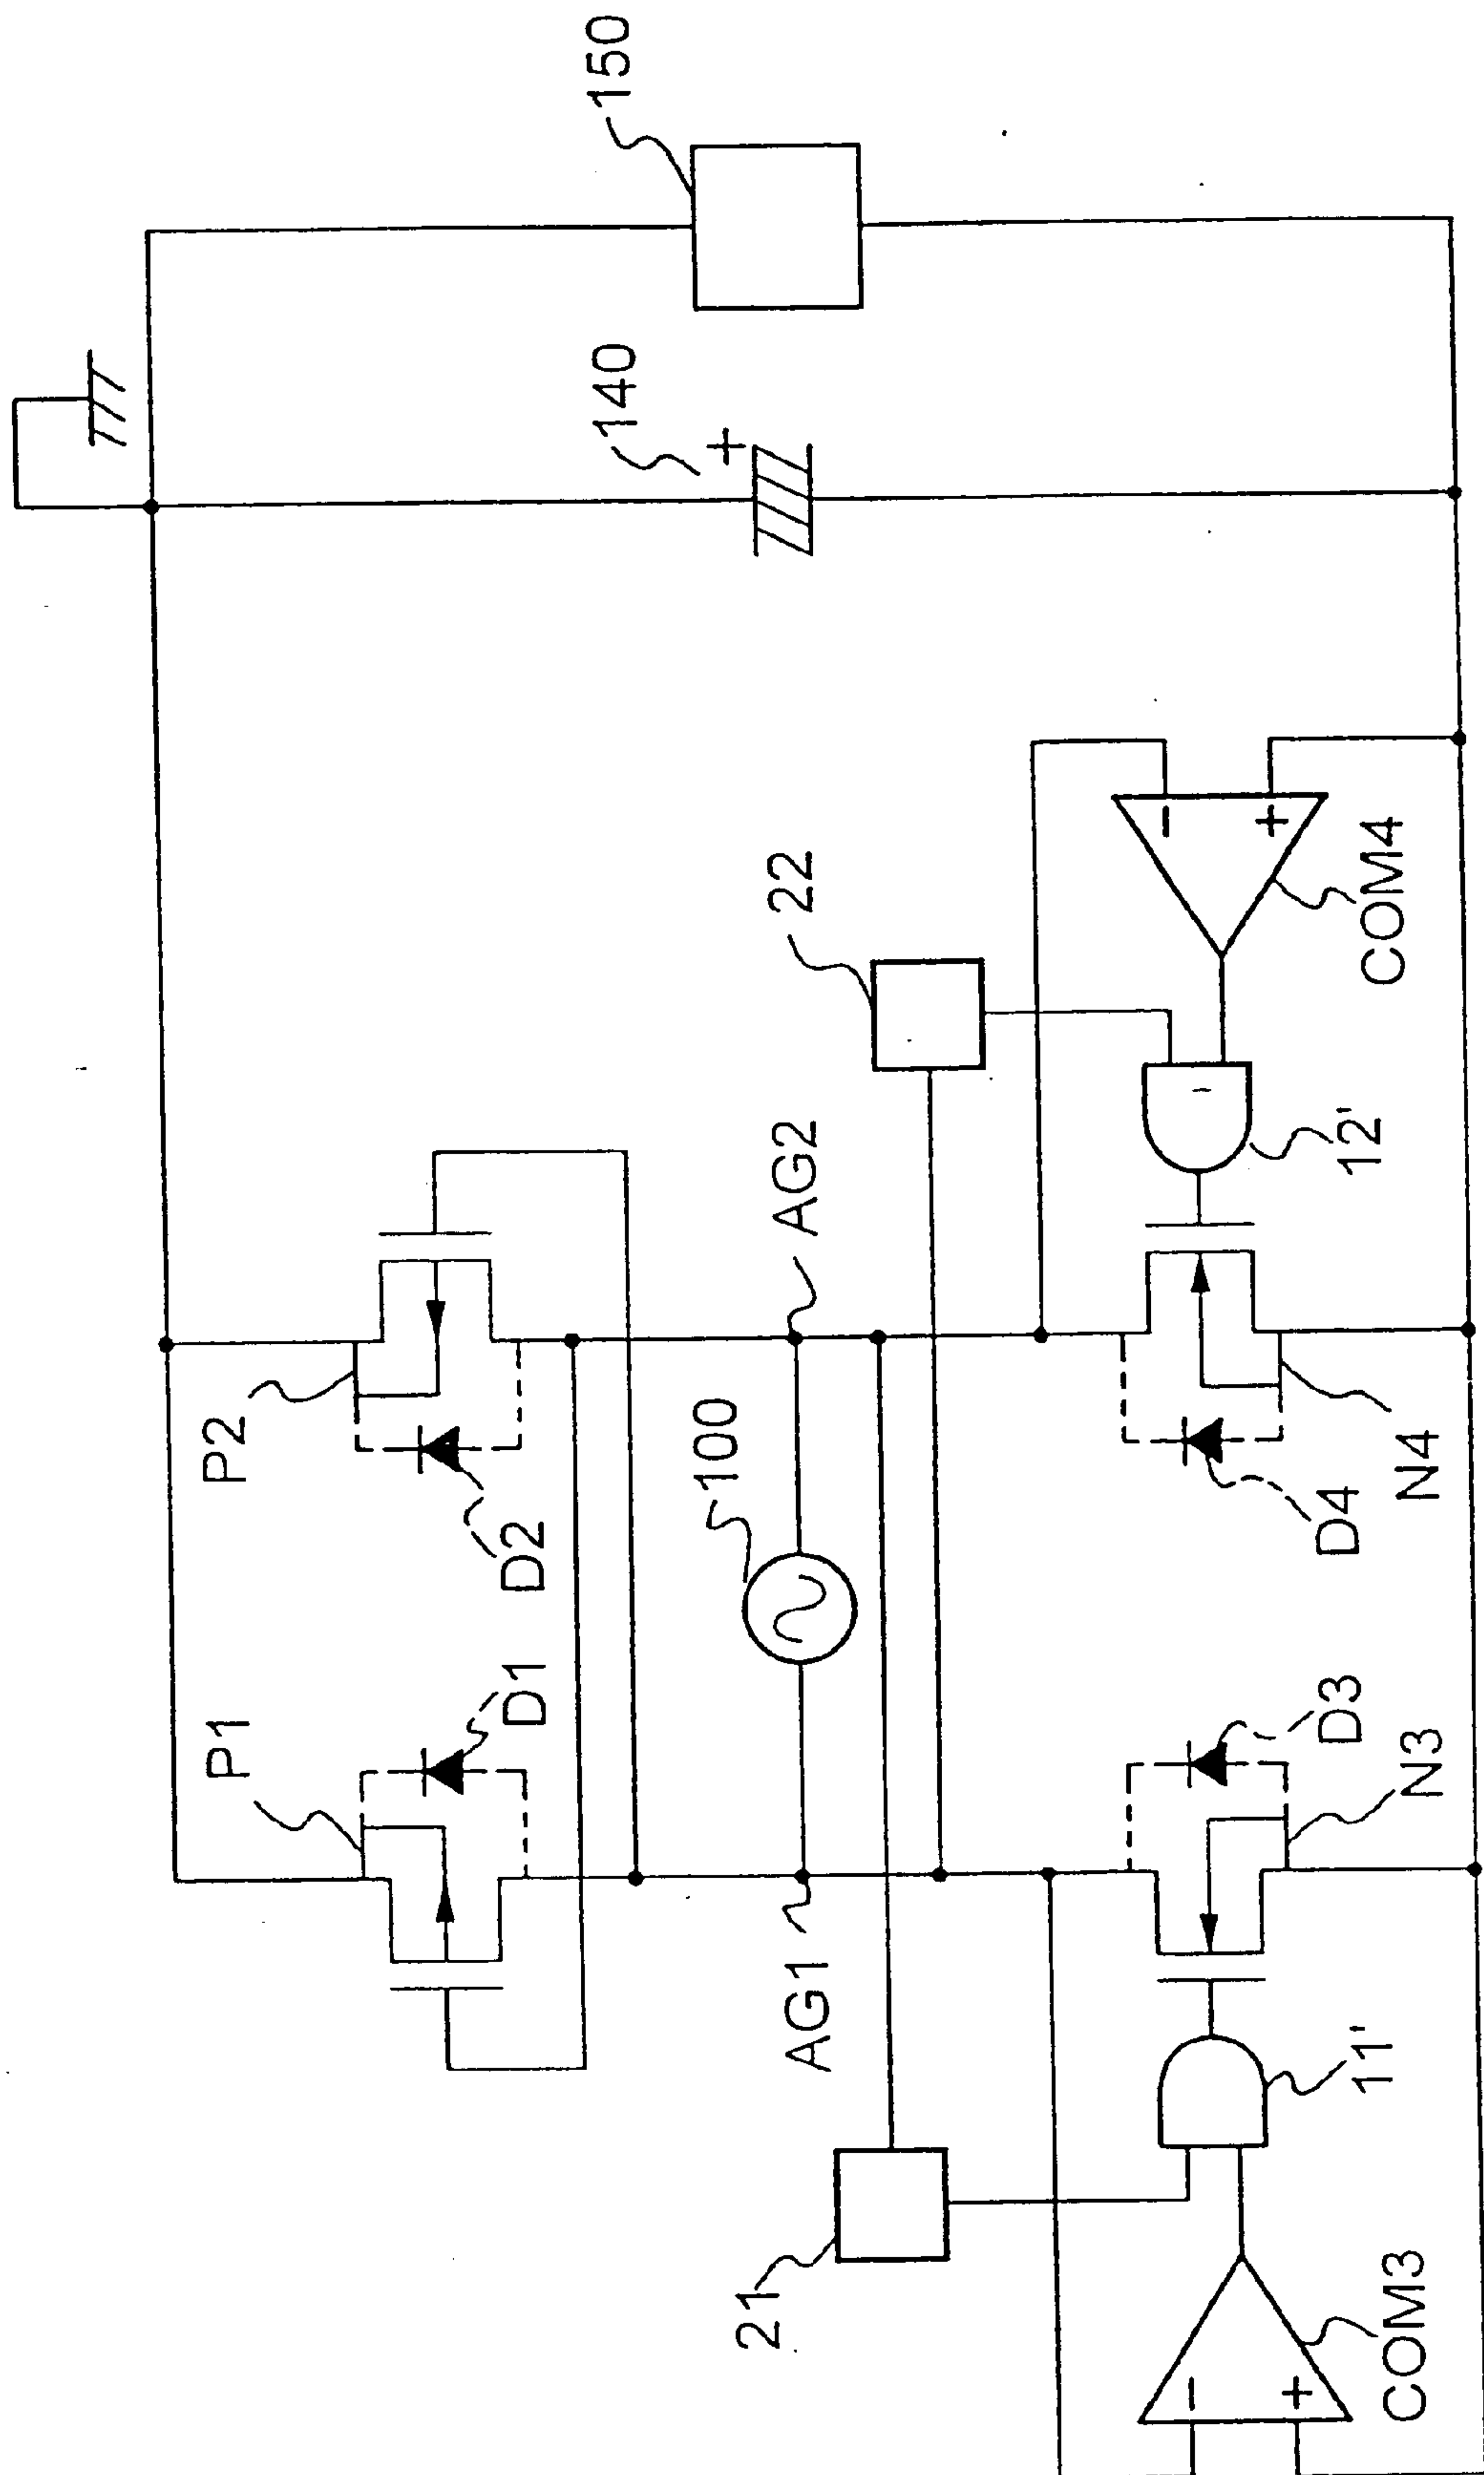 150
140
+
22
-
+
COM4
12'
AG2
P2
D2
100
N4
D4
P1
D1
D3
N3
AG1
11'
21
-
+
COM3